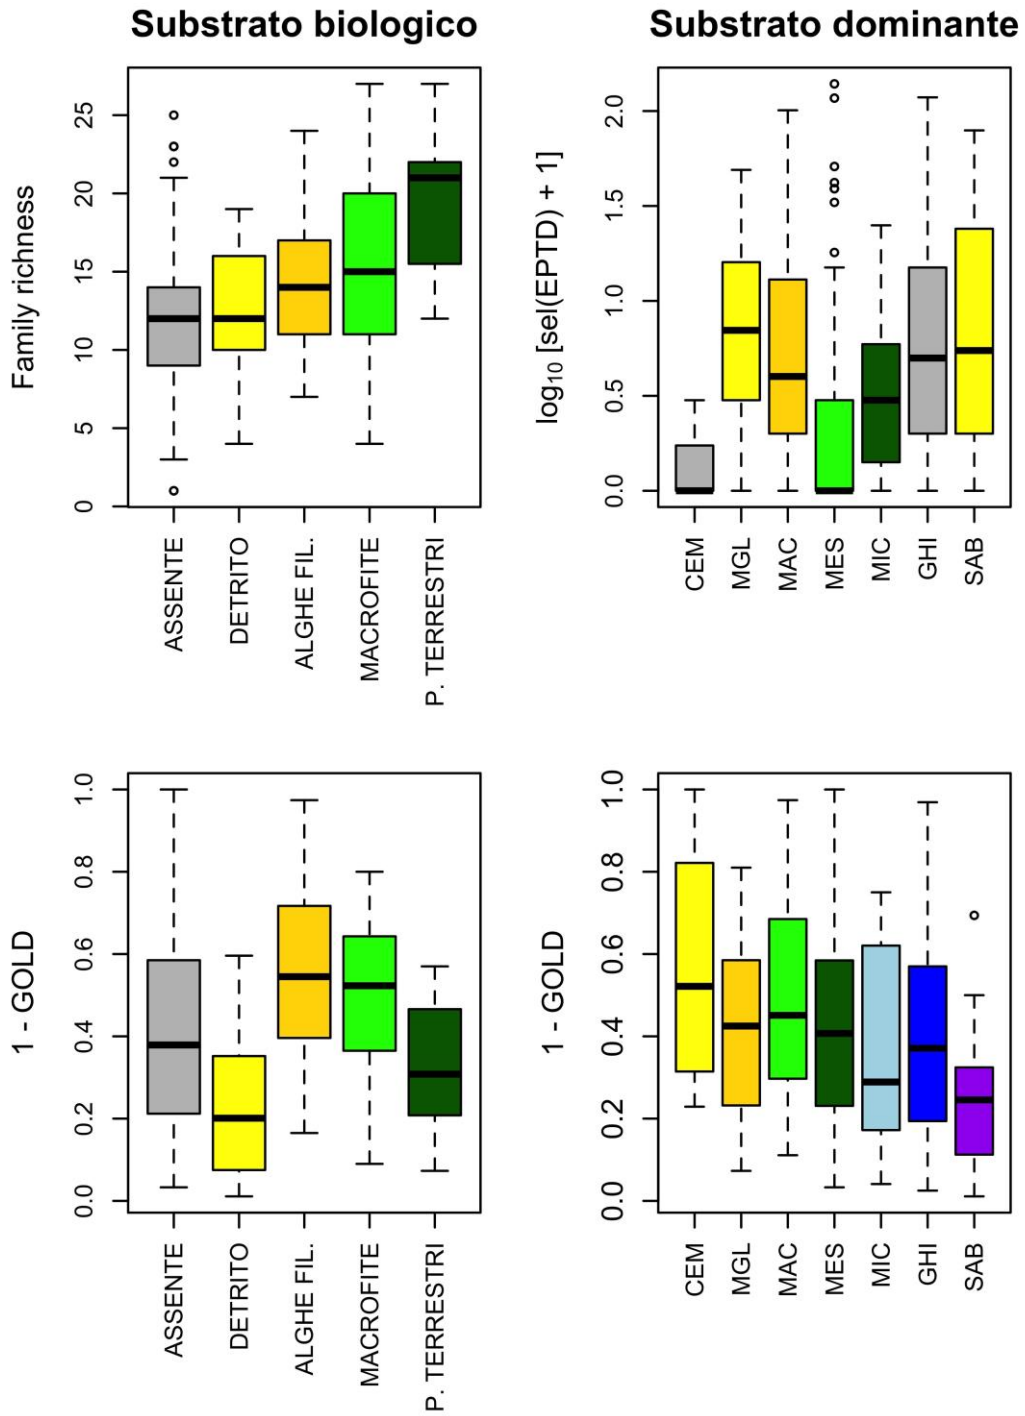 Substrato biologico
Substrato dominante
Family richness
0
5
10
15
20
25
ASSENTE
DETRITO
ALGHE FIL.
MACROFITE
P. TERRESTRI
log10 [sel(EPTD) + 1]
0.0
0.5
1.0
1.5
2.0
CEM
MGL
MAC
MES
MIC
GHI
SAB
1 - GOLD
0.0
0.2
0.4
0.6
0.8
1.0
ASSENTE
DETRITO
ALGHE FIL.
MACROFITE
P. TERRESTRI
1 - GOLD
0.0
0.2
0.4
0.6
0.8
1.0
CEM
MGL
MAC
MES
MIC
GHI
SAB